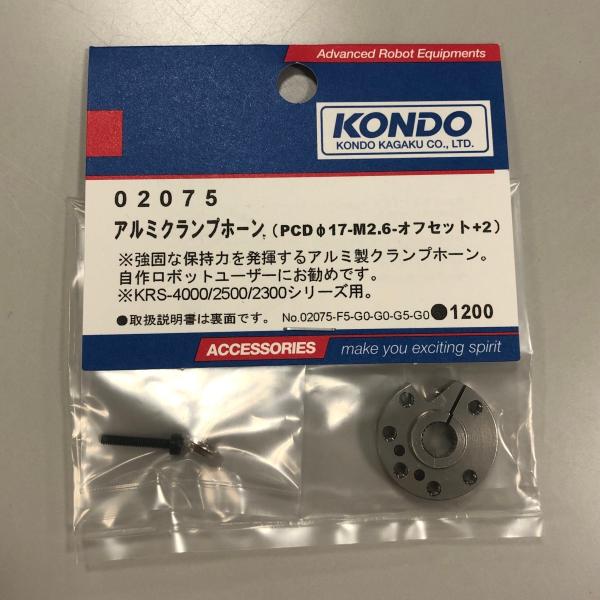 Advanced Robot Equipments
KONDO
KONDO KAGAKU CO., LTD.
02075
アルミクランプホーン.(PCDφ17-M2.6-オフセット+2)
※強固な保持力を発揮するアルミ製クランプホーン。
自作ロボットユーザーにお勧めです。
※KRS-4000/2500/2300シリーズ用。
●取扱説明書は裏面です。 No.02075-F5-G0-G0-G5-G0 ●1200
ACCESSORIES make you exciting spirit